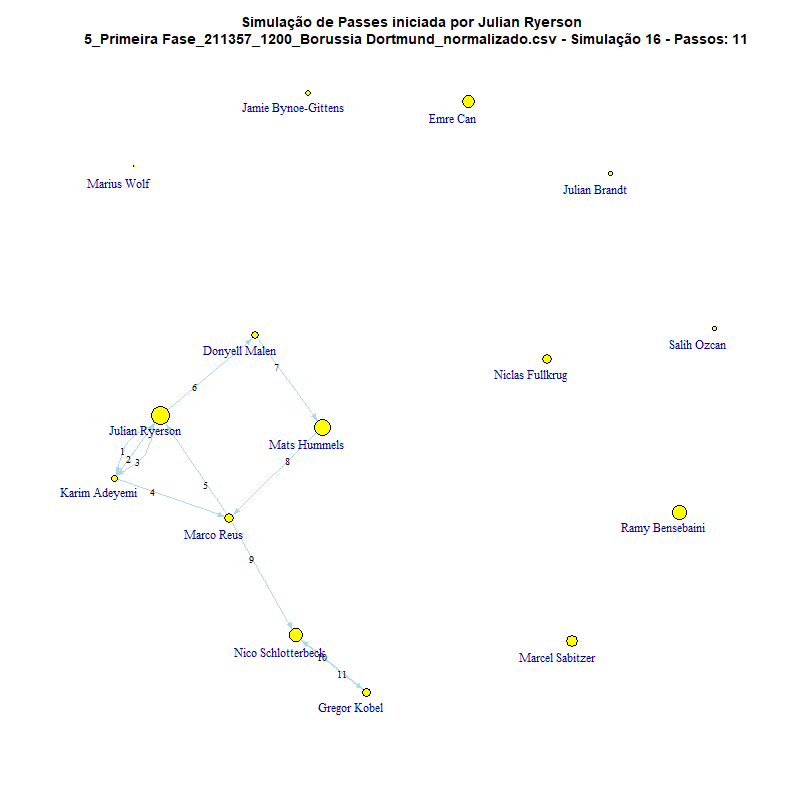 Simulação de Passes iniciada por Julian Ryerson
5_Primeira Fase_211357_1200_Borussia Dortmund_normalizado.csv - Simulação 16 - Passos: 11
Jamie Bynoe-Gittens
Emre Can
Marius Wolf
Julian Brandt
Donyell Malen
Salih Ozcan
7
Niclas Fullkrug
6
Julian Ryerson
Mats Hummels
1
2
3
8
5
Karim Adeyemi
4
Marco Reus
Ramy Bensebaini
9
Nico Schlotterbeck
10
Marcel Sabitzer
11
Gregor Kobel